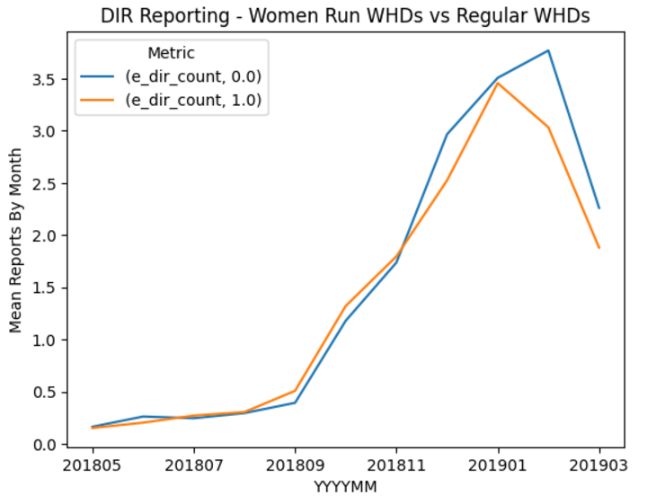 DIR Reporting - Women Run WHDs vs Regular WHDs
Metric
(e_dir_count, 0.0)
(e_dir_count, 1.0)
Mean Reports By Month
3.5
3.0
2.5
2.0
1.5
1.0
0.5
0.0
201805 201807 201809 201811 201901 201903
YYYYMM